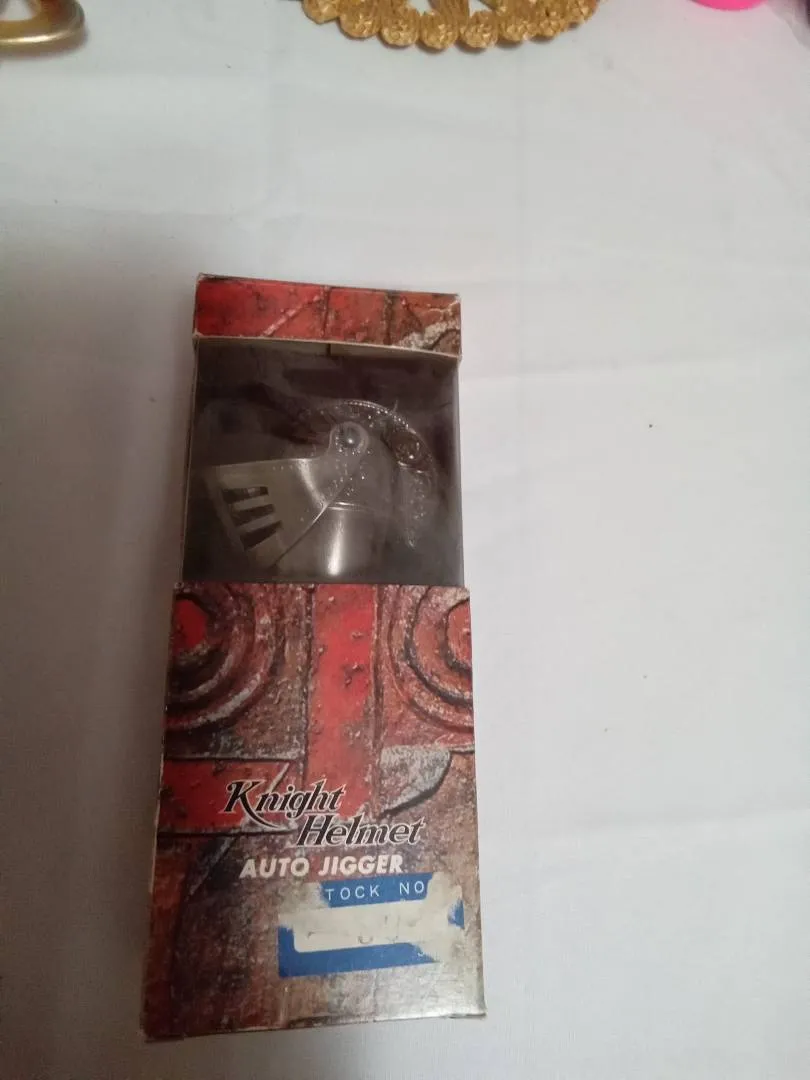 Knight
Helmet
AUTO JIGGER
TOCK NO